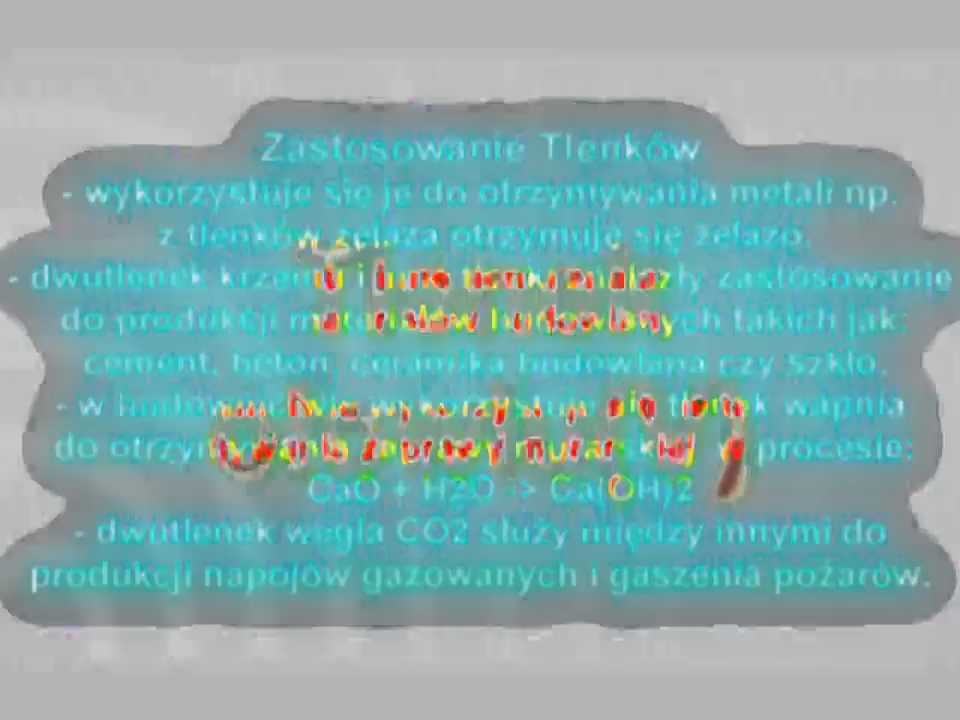 Zastosowanie Tlenków
- wykorzystuje się je do otrzymywania metali np.
z tlenków żelaza otrzymuje się żelazo.
- dwutlenek krzemu i inne tlenki znalazły zastosowanie
do produkcji materiałów budowlanych takich jak:
cement, beton, ceramika budowlana czy szkło.
- w budownictwie wykorzystuje się tlenek wapnia
do otrzymywania zaprawy murarskiej w procesie:
CaO + H2O -> Ca(OH)2
- dwutlenek węgla CO2 służy między innymi do
produkcji napojów gazowanych i gaszenia pożarów.